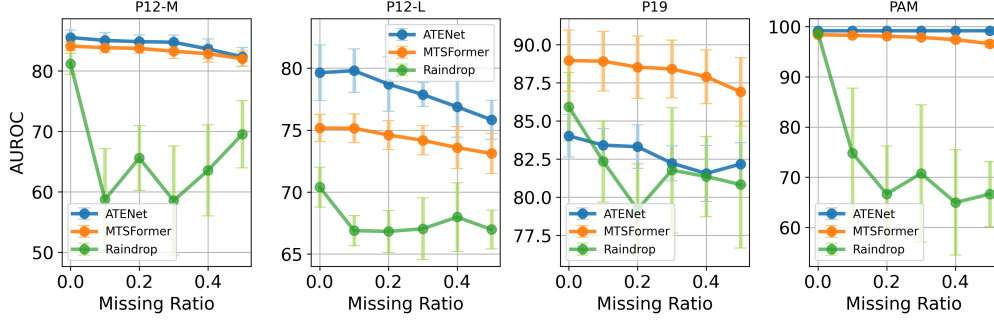 P12-M
AUROC
80
70
60
50
ATENet
MTSFormer
Raindrop
0.0 0.2 0.4
Missing Ratio
P12-L
80
75
70
65
ATENet
MTSFormer
Raindrop
0.0 0.2 0.4
Missing Ratio
P19
90.0
87.5
85.0
82.5
80.0
77.5
ATENet
MTSFormer
Raindrop
0.0 0.2 0.4
Missing Ratio
PAM
100
90
80
70
60
ATENet
MTSFormer
Raindrop
0.0 0.2 0.4
Missing Ratio